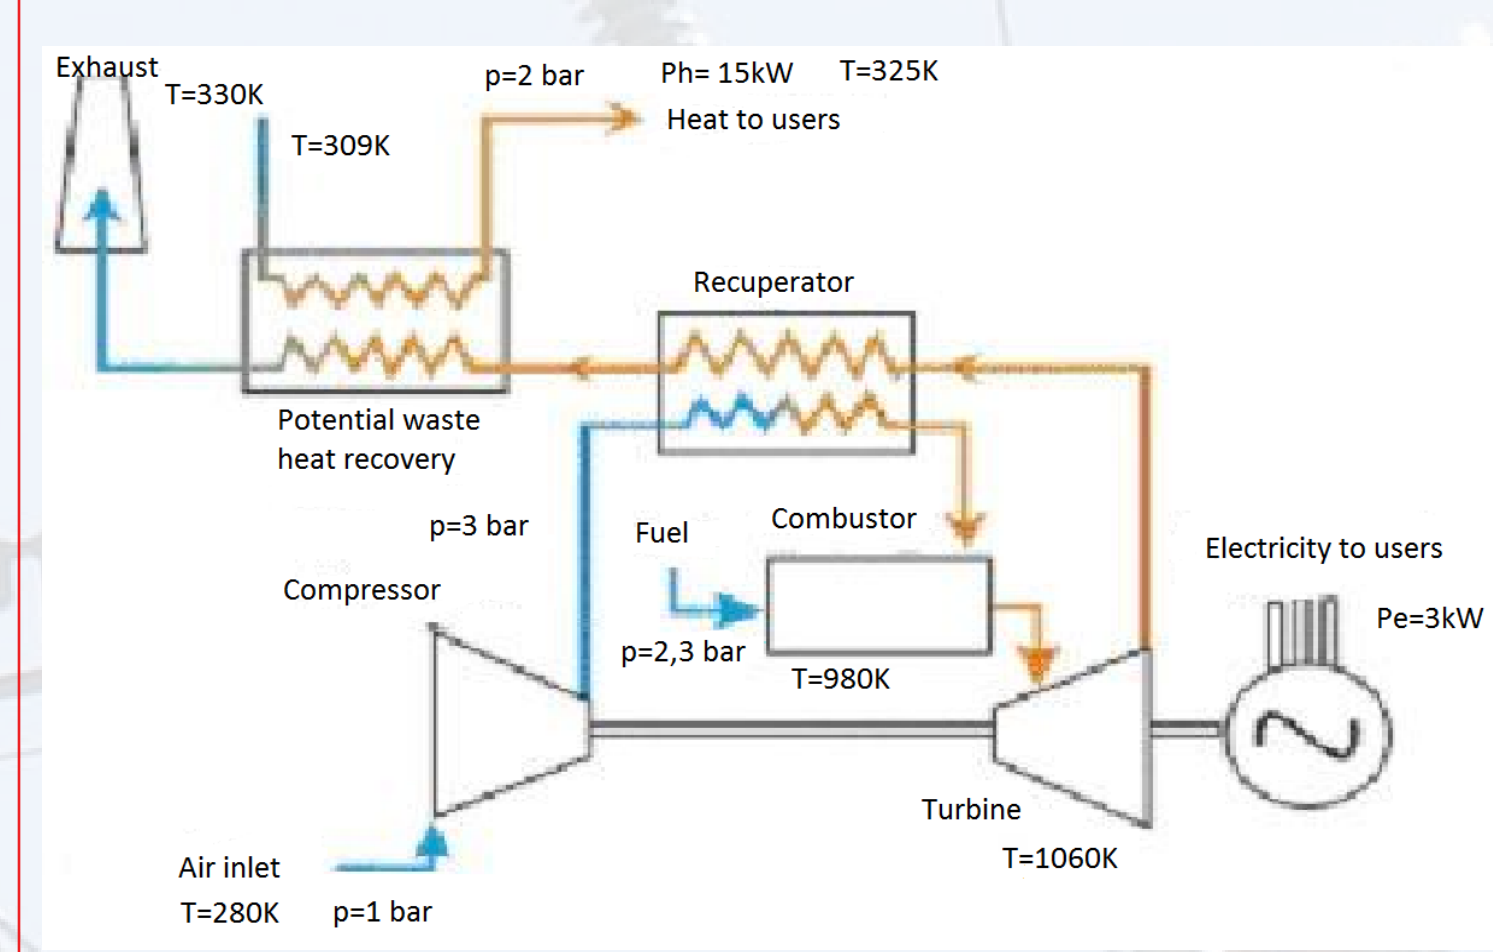 Exhaust
T=330K
p=2 bar
Ph= 15kW
T=325K
Heat to users
T=309K
Recuperator
Potential waste
heat recovery
p=3 bar
Fuel
Combustor
Electricity to users
Compressor
Pe=3kW
p=2,3 bar
T=980K
Turbine
T=1060K
Air inlet
T=280K
p=1 bar